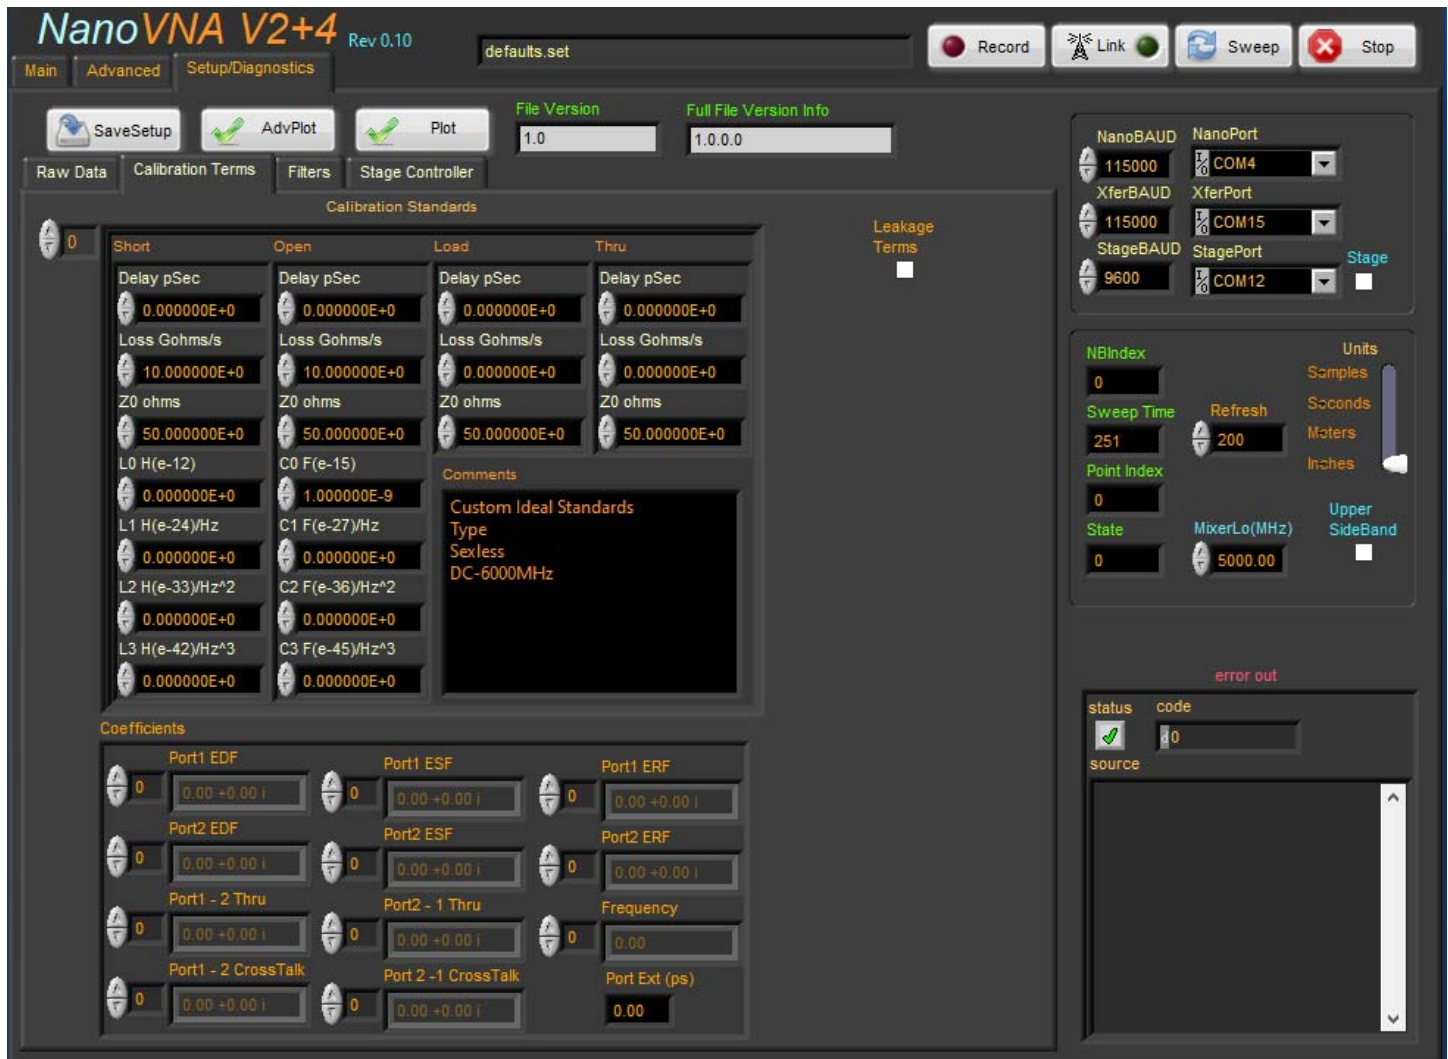 NanoVNA V2+4 Rev 0.10
defaults.set
Record
Link
Sweep
Stop
Main
Advanced
Setup/Diagnostics
SaveSetup
AdvPlot
Plot
File Version
1.0
Full File Version Info
1.0.0.0
Raw Data
Calibration Terms
Filters
Stage Controller
Calibration Standards
0
Short
Open
Load
Thru
Delay pSec
Delay pSec
Delay pSec
Delay pSec
0.000000E+0
0.000000E+0
0.000000E+0
0.000000E+0
Loss Gohms/s
Loss Gohms/s
Loss Gohms/s
Loss Gohms/s
10.000000E+0
10.000000E+0
0.000000E+0
0.000000E+0
Z0 ohms
Z0 ohms
Z0 ohms
Z0 ohms
50.000000E+0
50.000000E+0
50.000000E+0
50.000000E+0
L0 H(e-12)
C0 F(e-15)
0.000000E+0
1.000000E-9
L1 H(e-24)/Hz
C1 F(e-27)/Hz
0.000000E+0
0.000000E+0
L2 H(e-33)/Hz^2
C2 F(e-36)/Hz^2
0.000000E+0
0.000000E+0
L3 H(e-42)/Hz^3
C3 F(e-45)/Hz^3
0.000000E+0
0.000000E+0
Comments
Custom Ideal Standards
Type
Sexless
DC-6000MHz
Leakage
Terms
Coefficients
Port1 EDF
Port1 ESF
Port1 ERF
0
0.00 +0.00 i
0
0.00 +0.00 i
0
0.00 +0.00 i
Port2 EDF
Port2 ESF
Port2 ERF
0
0.00 +0.00 i
0
0.00 +0.00 i
0
0.00 +0.00 i
Port1 - 2 Thru
Port2 - 1 Thru
Frequency
0
0.00 +0.00 i
0
0.00 +0.00 i
0
0.00
Port1 - 2 CrossTalk
Port 2 -1 CrossTalk
Port Ext (ps)
0
0.00 +0.00 i
0
0.00 +0.00 i
0.00
NanoBAUD
NanoPort
115000
I/O COM4
XferBAUD
XferPort
115000
I/O COM15
StageBAUD
StagePort
Stage
9600
I/O COM12
NBIndex
0
Units
Samples
Seconds
Meters
Inches
Sweep Time
251
Refresh
200
Point Index
0
State
0
MixerLo(MHz)
5000.00
Upper
SideBand
error out
status
code
d 0
source